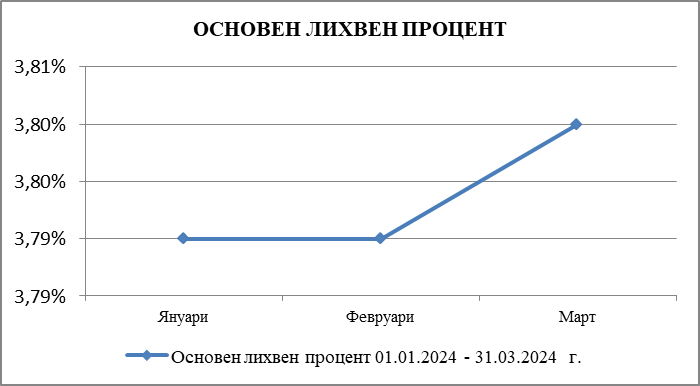 ОСНОВЕН ЛИХВЕН ПРОЦЕНТ
3,81%
3,80%
3,80%
3,79%
3,79%
Януари Февруари Март
Основен лихвен процент 01.01.2024 - 31.03.2024 г.